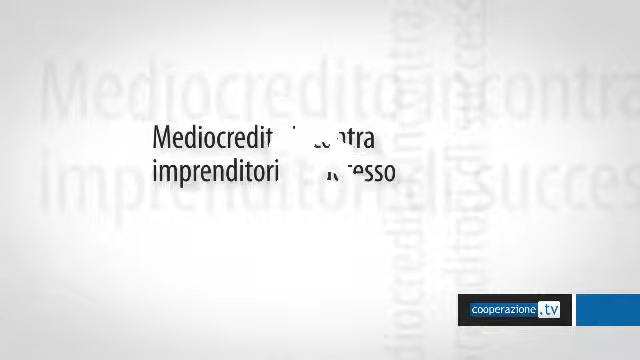 Mediocredito incontra
imprenditori di successo
cooperazione.tv